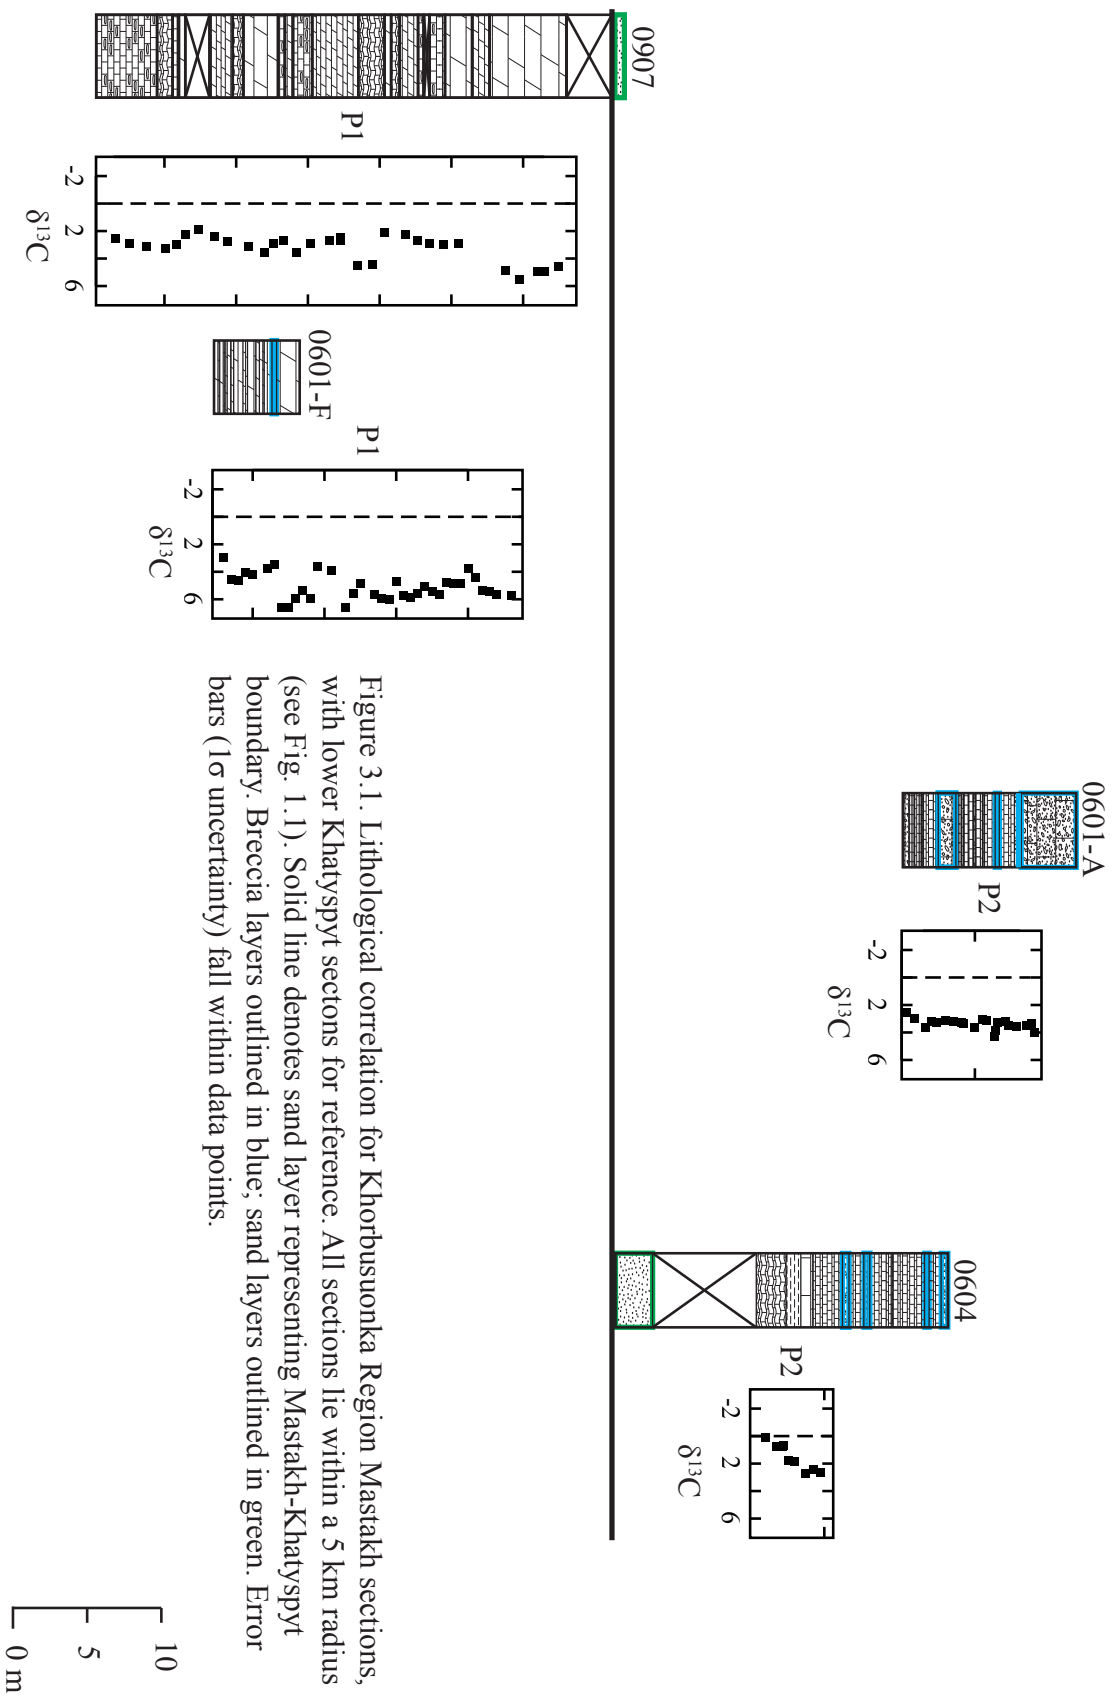 0907
P1
-2
2
6
δ¹³C
0601-F
P1
-2
2
6
δ¹³C
0601-A
P2
-2
2
6
δ¹³C
0604
P2
-2
2
6
δ¹³C
10
5
0 m
Figure 3.1. Lithological correlation for Khorbusuonka Region Mastakh sections,
with lower Khatyspyt sectons for reference. All sections lie within a 5 km radius
(see Fig. 1.1). Solid line denotes sand layer representing Mastakh-Khatyspyt
boundary. Breccia layers outlined in blue; sand layers outlined in green. Error
bars (1σ uncertainty) fall within data points.